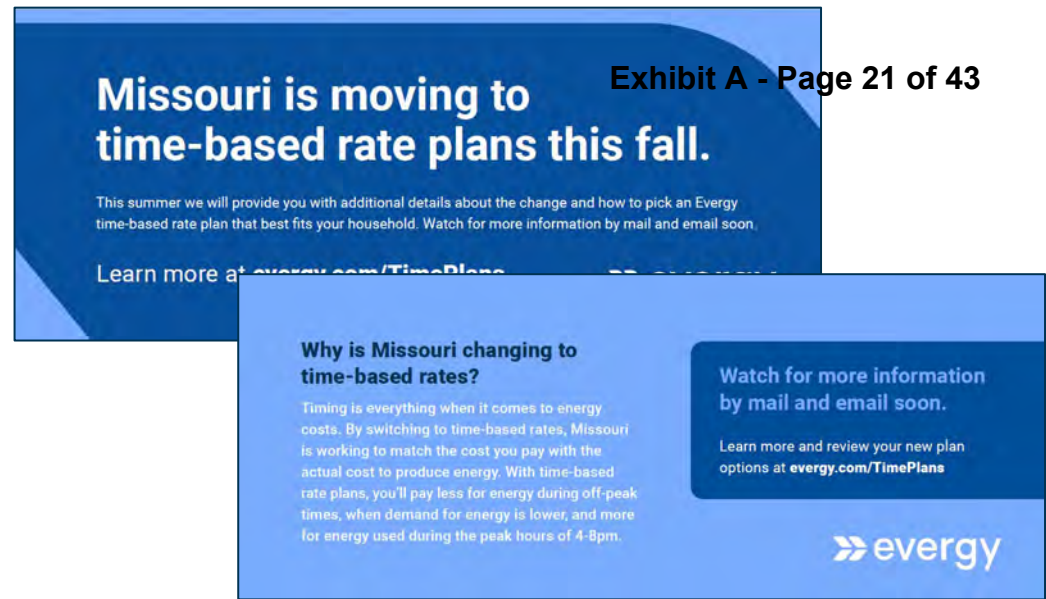 Exhibit A - Page 21 of 43
Missouri is moving to
time-based rate plans this fall.
This summer we will provide you with additional details about the change and how to pick an Evergy
time-based rate plan that best fits your household. Watch for more information by mail and email soon.
Learn more at evergy.com/TimePlans
Why is Missouri changing to
time-based rates?
Timing is everything when it comes to energy
costs. By switching to time-based rates, Missouri
is working to match the cost you pay with the
actual cost to produce energy. With time-based
rate plans, you'll pay less for energy during off-peak
times, when demand for energy is lower, and more
for energy used during the peak hours of 4-8pm.
Watch for more information
by mail and email soon.
Learn more and review your new plan
options at evergy.com/TimePlans
evergy